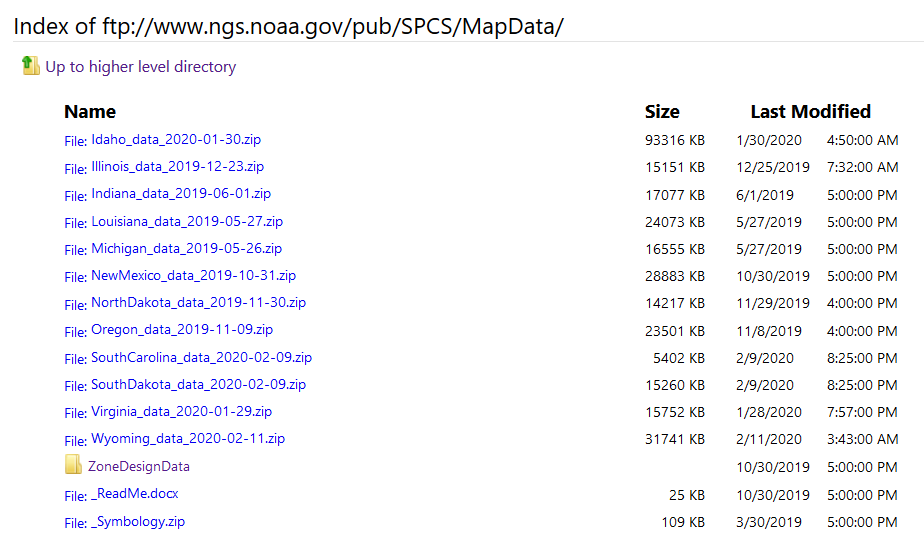 Index of ftp://www.ngs.noaa.gov/pub/SPCS/MapData/
Up to higher level directory
Name Size Last Modified
File: Idaho_data_2020-01-30.zip 93316 KB 1/30/2020 4:50:00 AM
File: Illinois_data_2019-12-23.zip 15151 KB 12/25/2019 7:32:00 AM
File: Indiana_data_2019-06-01.zip 17077 KB 6/1/2019 5:00:00 PM
File: Louisiana_data_2019-05-27.zip 24073 KB 5/27/2019 5:00:00 PM
File: Michigan_data_2019-05-26.zip 16555 KB 5/27/2019 5:00:00 PM
File: NewMexico_data_2019-10-31.zip 28883 KB 10/30/2019 5:00:00 PM
File: NorthDakota_data_2019-11-30.zip 14217 KB 11/29/2019 4:00:00 PM
File: Oregon_data_2019-11-09.zip 23501 KB 11/8/2019 4:00:00 PM
File: SouthCarolina_data_2020-02-09.zip 5402 KB 2/9/2020 8:25:00 PM
File: SouthDakota_data_2020-02-09.zip 15260 KB 2/9/2020 8:25:00 PM
File: Virginia_data_2020-01-29.zip 15752 KB 1/28/2020 7:57:00 PM
File: Wyoming_data_2020-02-11.zip 31741 KB 2/11/2020 3:43:00 AM
ZoneDesignData 10/30/2019 5:00:00 PM
File: _ReadMe.docx 25 KB 10/30/2019 5:00:00 PM
File: _Symbology.zip 109 KB 3/30/2019 5:00:00 PM